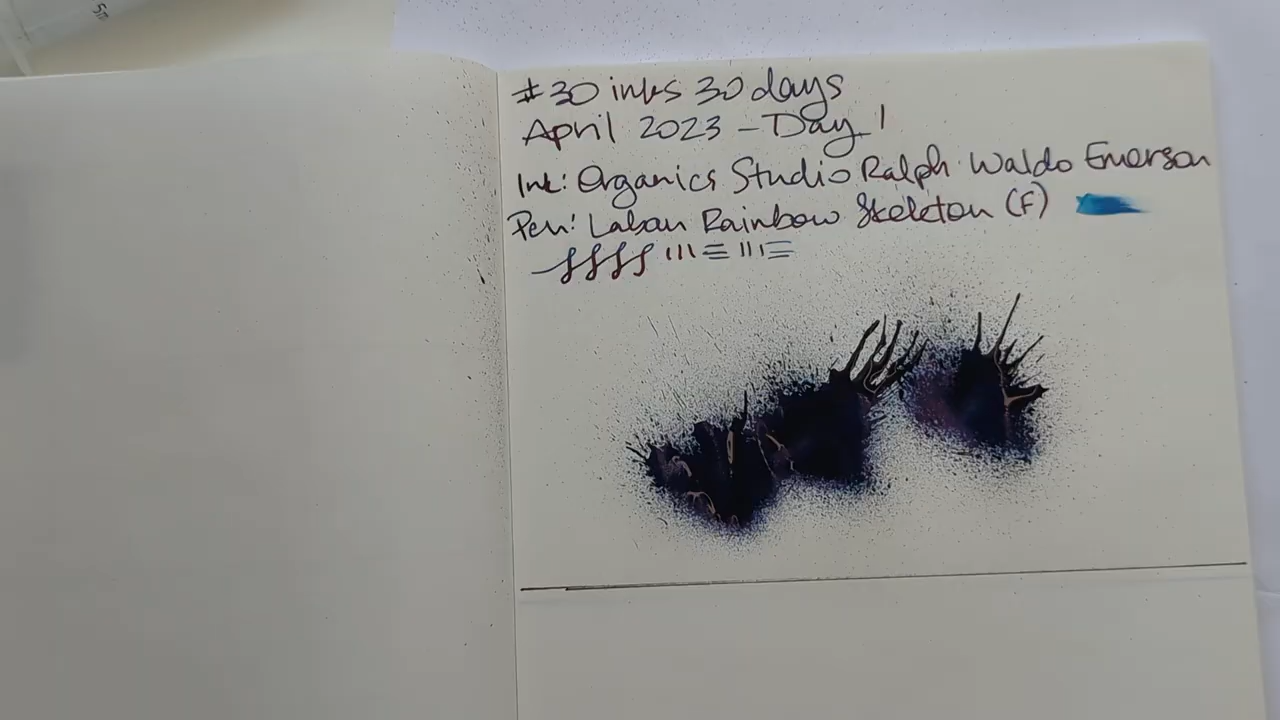 #30 inks 30 days
April 2023 - Day 1
Ink: Organics Studio Ralph Waldo Emerson
Pen: Laban Rainbow Skeleton (F)